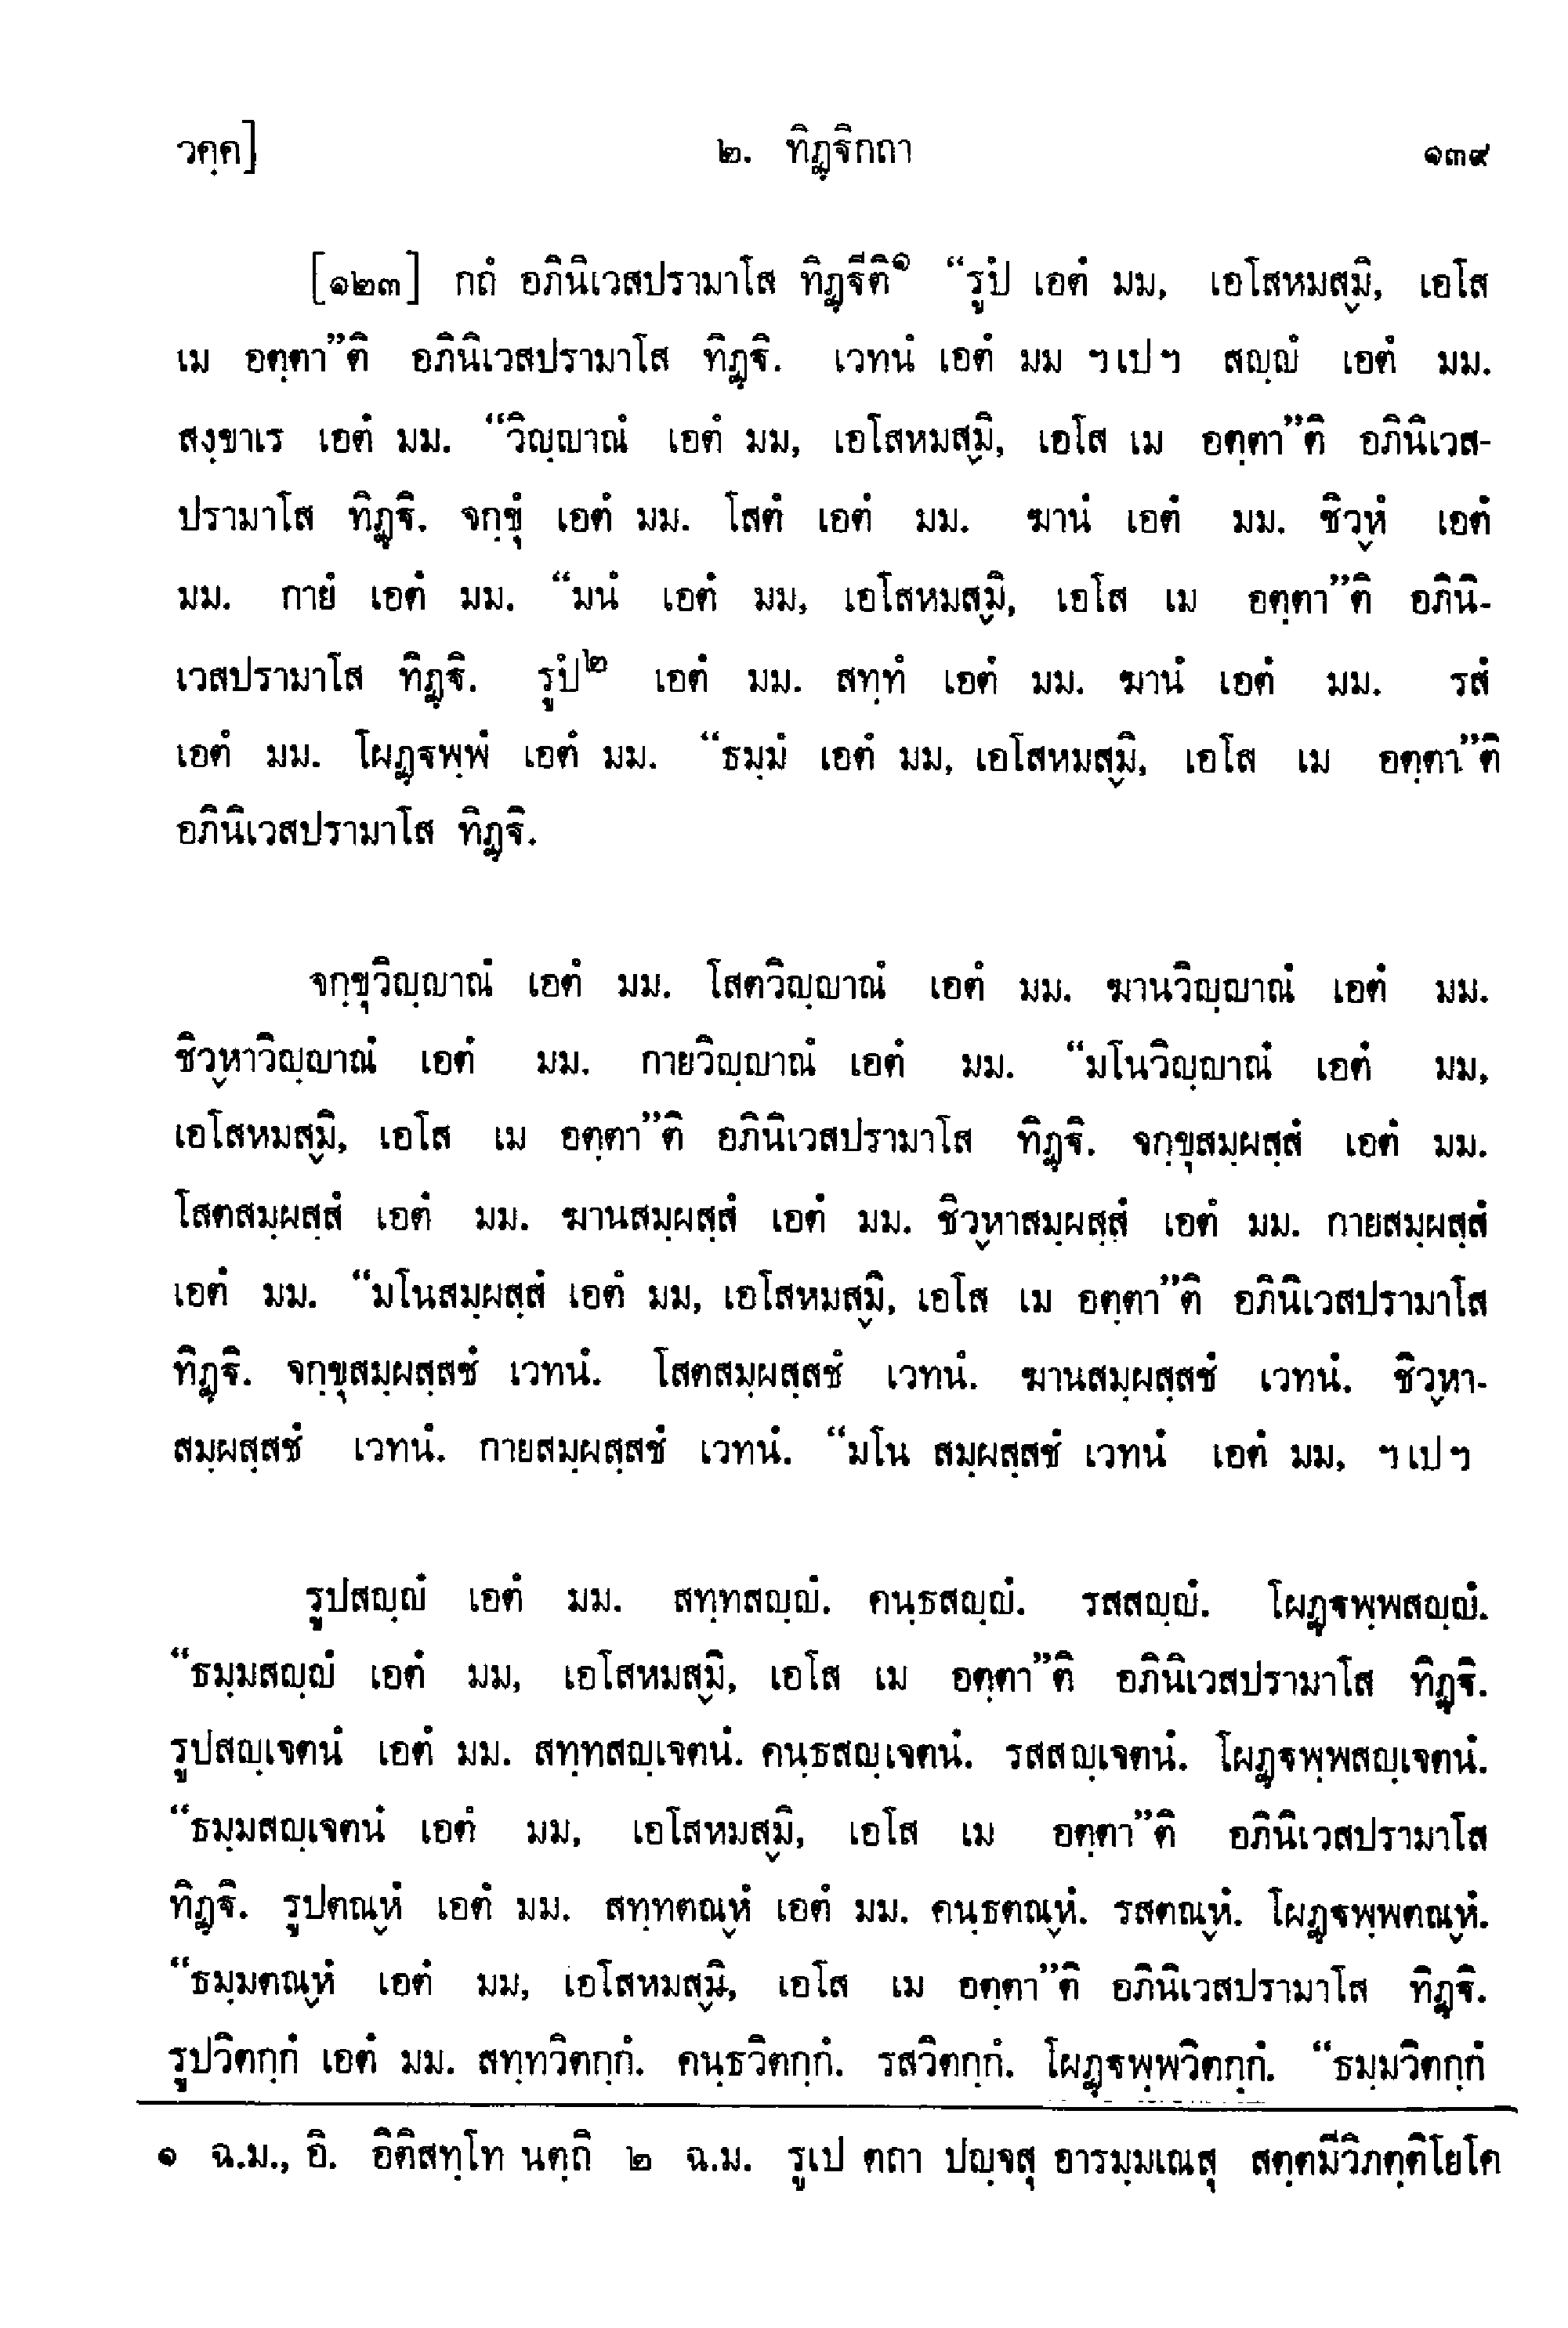 วคฺค] ๒. ทิฏฺฐิกถา ๑๓๙
[๑๒๓] กถํ อภินิเวสปรามาโส ทิฏฺฐีติ๑ “รูปํ เอตํ มม, เอโสหมสฺมิ, เอโส
เม อตฺตา”ติ อภินิเวสปรามาโส ทิฏฺฐิ. เวทนํ เอตํ มม ฯเปฯ สญฺญํ เอตํ มม.
สงฺขาเร เอตํ มม. “วิญฺญาณํ เอตํ มม, เอโสหมสฺมิ, เอโส เม อตฺตา”ติ อภินิเวส-
ปรามาโส ทิฏฺฐิ. จกฺขุํ เอตํ มม. โสตํ เอตํ มม. ฆานํ เอตํ มม. ชิวฺหํ เอตํ
มม. กายํ เอตํ มม. “มนํ เอตํ มม, เอโสหมสฺมิ, เอโส เม อตฺตา”ติ อภินิ-
เวสปรามาโส ทิฏฺฐิ. รูปํ๒ เอตํ มม. สทฺทํ เอตํ มม. ฆานํ เอตํ มม. รสํ
เอตํ มม. โผฏฺฐพฺพํ เอตํ มม. “ธมฺมํ เอตํ มม, เอโสหมสฺมิ, เอโส เม อตฺตา”ติ
อภินิเวสปรามาโส ทิฏฺฐิ.
จกฺขุวิญฺญาณํ เอตํ มม. โสตวิญฺญาณํ เอตํ มม. ฆานวิญฺญาณํ เอตํ มม.
ชิวฺหาวิญฺญาณํ เอตํ มม. กายวิญฺญาณํ เอตํ มม. “มโนวิญฺญาณํ เอตํ มม,
เอโสหมสฺมิ, เอโส เม อตฺตา”ติ อภินิเวสปรามาโส ทิฏฺฐิ. จกฺขุสมฺผสฺสํ เอตํ มม.
โสตสมฺผสฺสํ เอตํ มม. ฆานสมฺผสฺสํ เอตํ มม. ชิวฺหาสมฺผสฺสํ เอตํ มม. กายสมฺผสฺสํ
เอตํ มม. “มโนสมฺผสฺสํ เอตํ มม, เอโสหมสฺมิ, เอโส เม อตฺตา”ติ อภินิเวสปรามาโส
ทิฏฺฐิ. จกฺขุสมฺผสฺสชํ เวทนํ. โสตสมฺผสฺสชํ เวทนํ. ฆานสมฺผสฺสชํ เวทนํ. ชิวฺหา-
สมฺผสฺสชํ เวทนํ. กายสมฺผสฺสชํ เวทนํ. “มโน สมฺผสฺสชํ เวทนํ เอตํ มม, ฯเปฯ
รูปสญฺญํ เอตํ มม. สทฺทสญฺญํ. คนฺธสญฺญํ. รสสญฺญํ. โผฏฺฐพฺพสญฺญํ.
“ธมฺมสญฺญํ เอตํ มม, เอโสหมสฺมิ, เอโส เม อตฺตา”ติ อภินิเวสปรามาโส ทิฏฺฐิ.
รูปสญฺเจตนํ เอตํ มม. สทฺทสญฺเจตนํ. คนฺธสญฺเจตนํ. รสสญฺเจตนํ. โผฏฺฐพฺพสญฺเจตนํ.
“ธมฺมสญฺเจตนํ เอตํ มม, เอโสหมสฺมิ, เอโส เม อตฺตา”ติ อภินิเวสปรามาโส
ทิฏฺฐิ. รูปตณฺหํ เอตํ มม. สทฺทตณฺหํ เอตํ มม. คนฺธตณฺหํ. รสตณฺหํ. โผฏฺฐพฺพตณฺหํ.
“ธมฺมตณฺหํ เอตํ มม, เอโสหมสฺมิ, เอโส เม อตฺตา”ติ อภินิเวสปรามาโส ทิฏฺฐิ.
รูปวิตกฺกํ เอตํ มม. สทฺทวิตกฺกํ. คนฺธวิตกฺกํ. รสวิตกฺกํ. โผฏฺฐพฺพวิตกฺกํ. “ธมฺมวิตกฺกํ
๑ ฉ.ม., อิ. อิติสทฺโท นตฺถิ ๒ ฉ.ม. รูเป ตถา ปญฺจสุ อารมฺมเณสุ สตฺตมีวิภตฺติโยโค